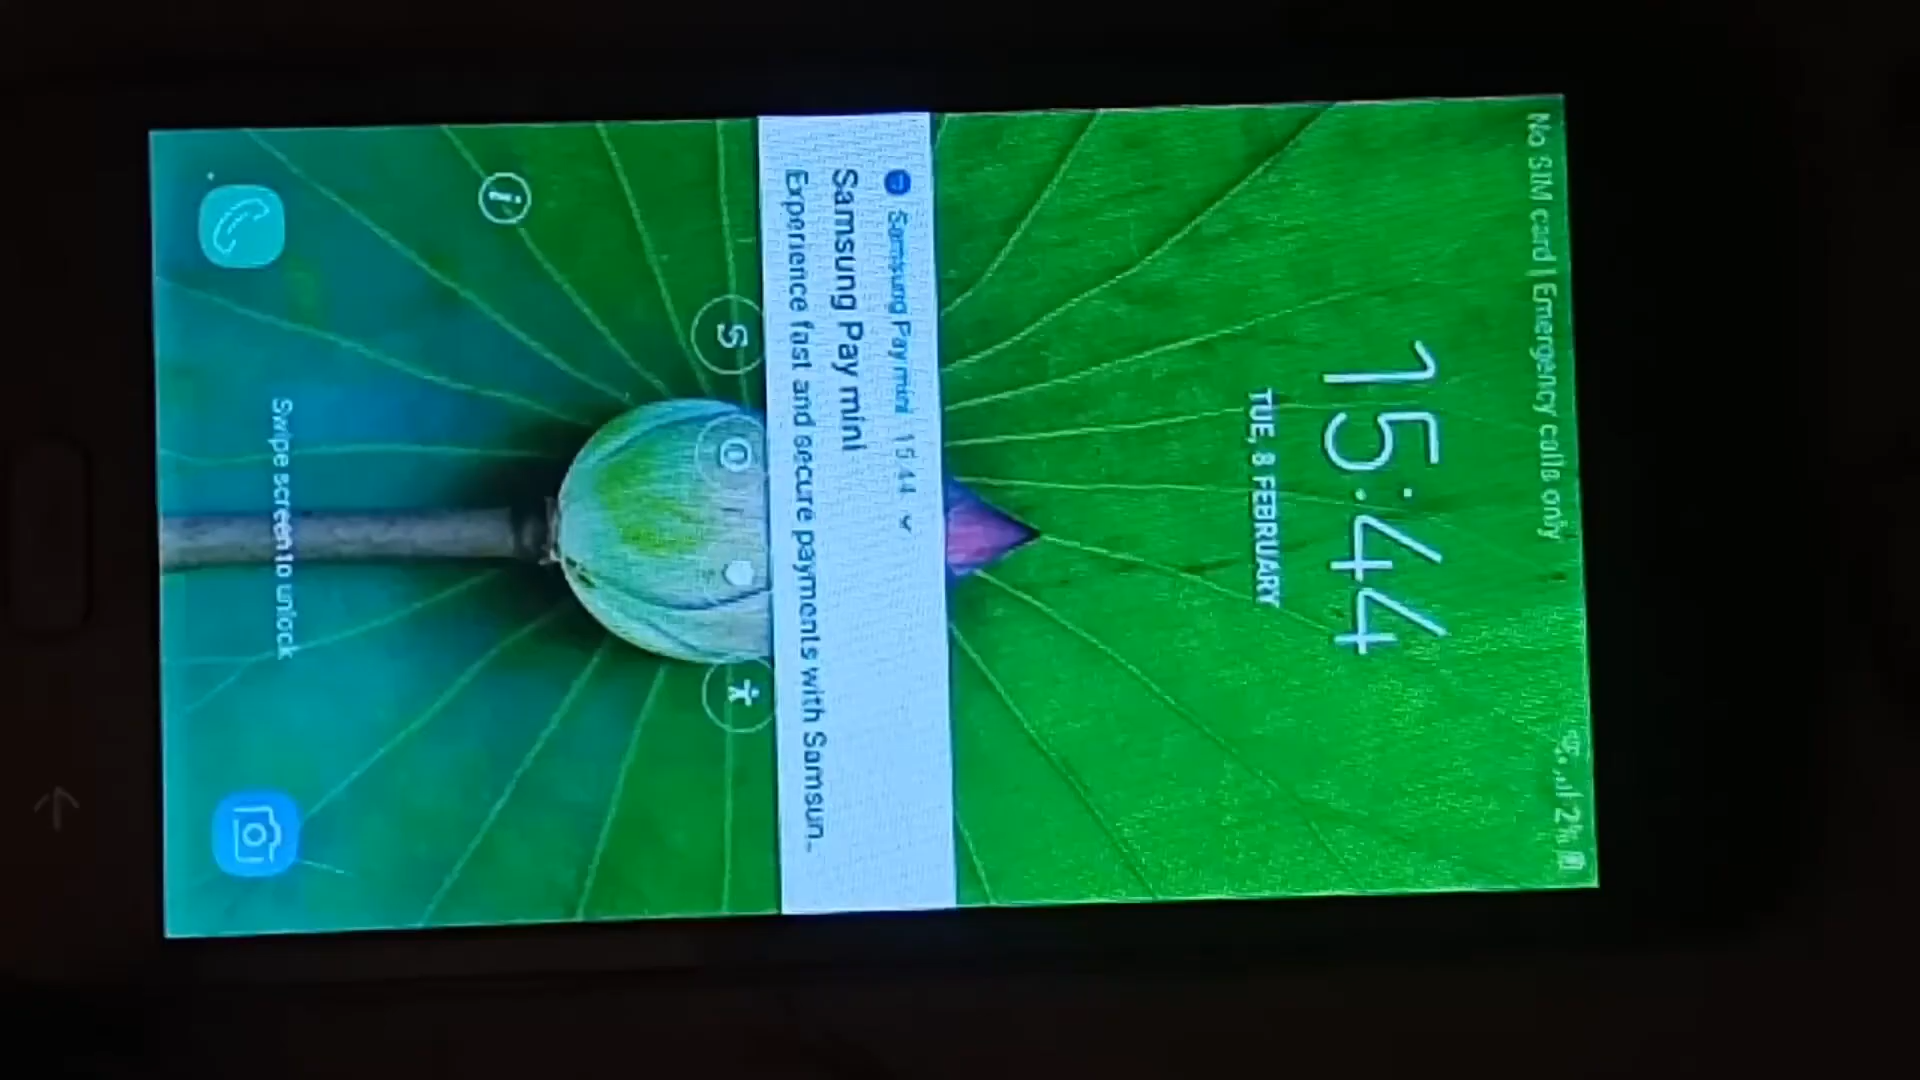 No SIM card | Emergency calls only
2%
15:44
TUE, 8 FEBRUARY
Samsung Pay mini 15:44
Samsung Pay mini
Experience fast and secure payments with Samsun...
Swipe screen to unlock